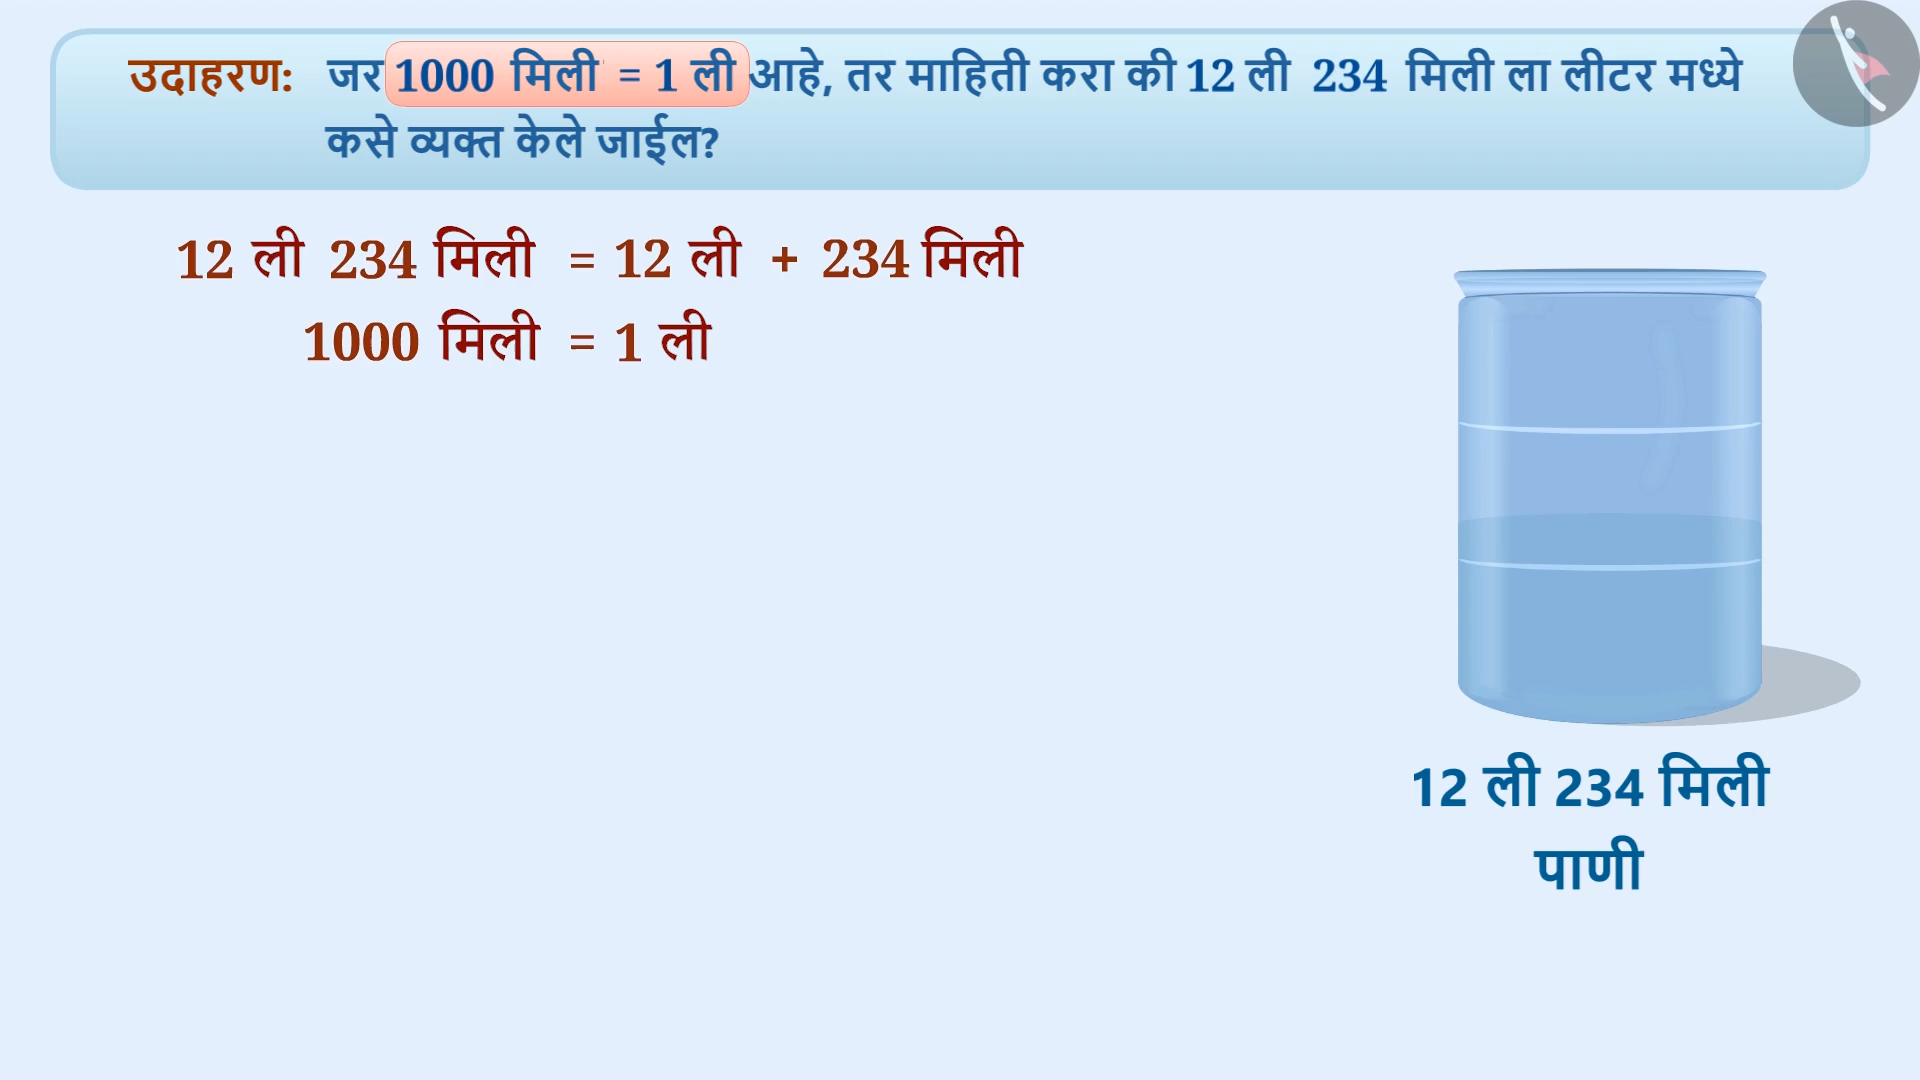 उदाहरण: जर 1000 मिली = 1 ली आहे, तर माहिती करा की 12 ली 234 मिली ला लीटर मध्ये
कसे व्यक्त केले जाईल?
12 ली 234 मिली = 12 ली + 234 मिली
1000 मिली = 1 ली
12 ली 234 मिली
पाणी